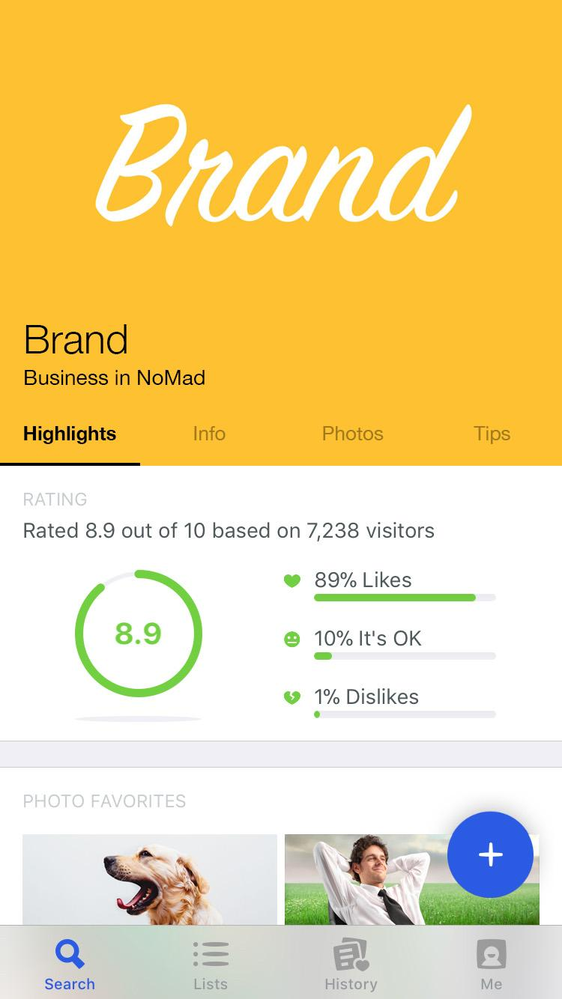 Brand
Brand
Business in NoMad
Highlights Info Photos Tips
RATING
Rated 8.9 out of 10 based on 7,238 visitors
89% Likes
8.9
10% It's OK
1% Dislikes
PHOTO FAVORITES
+
Search Lists History Me